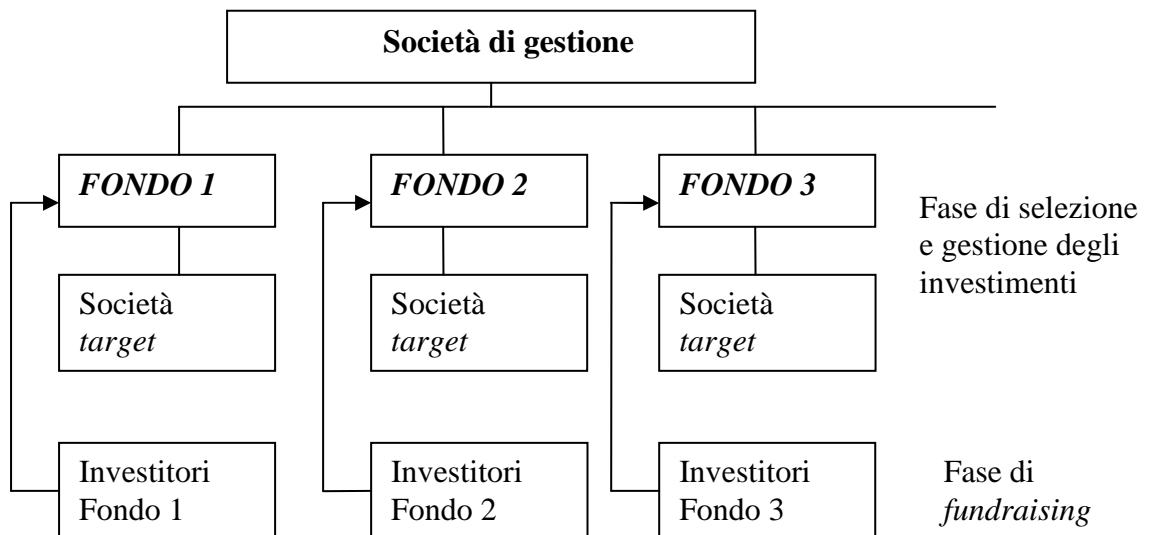 Società di gestione
FONDO 1
FONDO 2
FONDO 3
Fase di selezione
e gestione degli
investimenti
Società
target
Società
target
Società
target
Investitori
Fondo 1
Investitori
Fondo 2
Investitori
Fondo 3
Fase di
fundraising